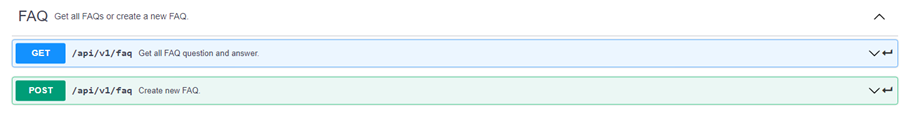 FAQ Get all FAQs or create a new FAQ.
GET /api/v1/faq Get all FAQ question and answer.
POST /api/v1/faq Create new FAQ.